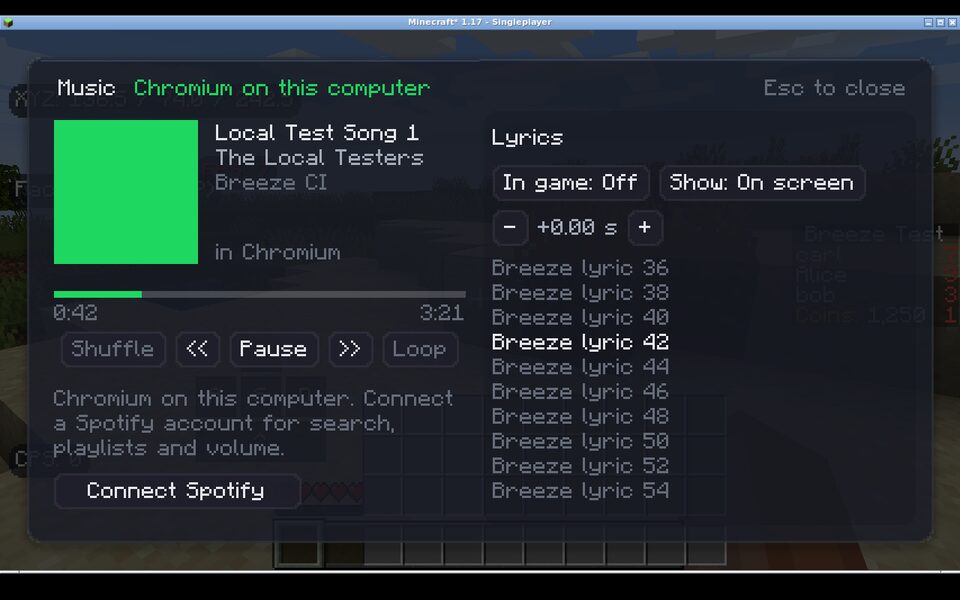 Minecraft* 1.17 - Singleplayer
Music Chromium on this computer
Esc to close
Local Test Song 1
The Local Testers
Breeze CI
in Chromium
0:42
3:21
Shuffle << Pause >> Loop
Chromium on this computer. Connect
a Spotify account for search,
playlists and volume.
Connect Spotify
Lyrics
In game: Off Show: On screen
- +0.00 s +
Breeze lyric 36
Breeze lyric 38
Breeze lyric 40
Breeze lyric 42
Breeze lyric 44
Breeze lyric 46
Breeze lyric 48
Breeze lyric 50
Breeze lyric 52
Breeze lyric 54
Breeze Test
carl
Alice
bob
Coins: 1,250